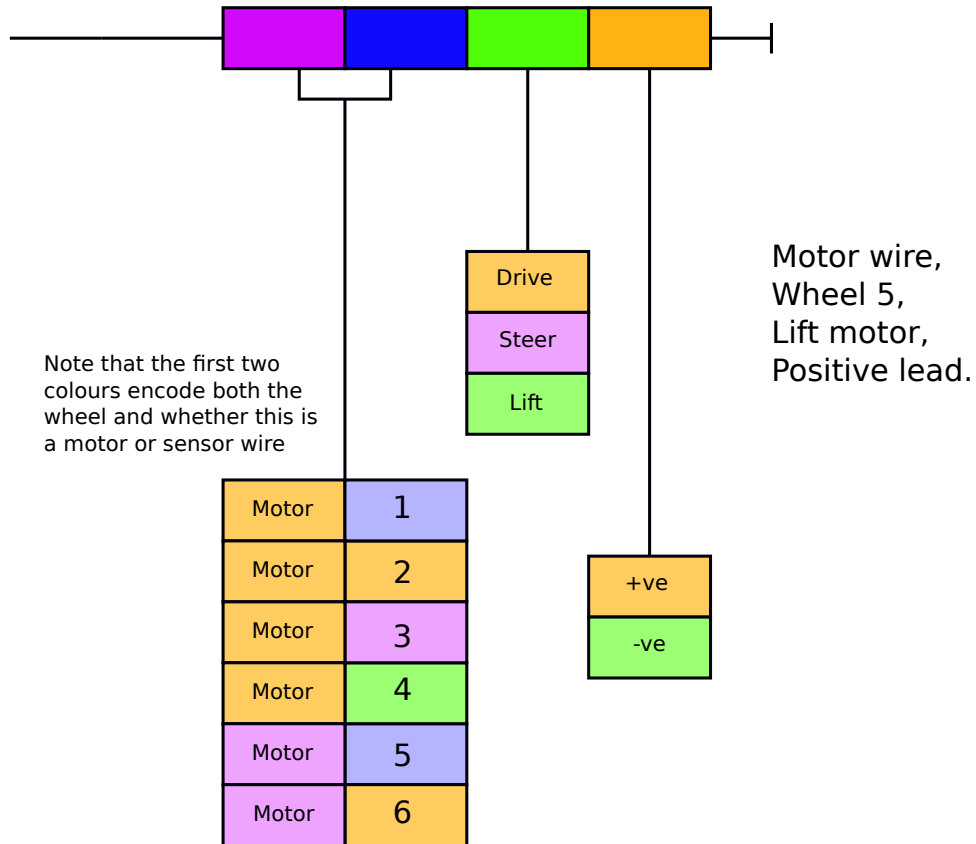 Drive
Steer
Lift
Motor wire,
Wheel 5,
Lift motor,
Positive lead.
Note that the first two
colours encode both the
wheel and whether this is
a motor or sensor wire
Motor 1
Motor 2
Motor 3
Motor 4
Motor 5
Motor 6
+ve
-ve